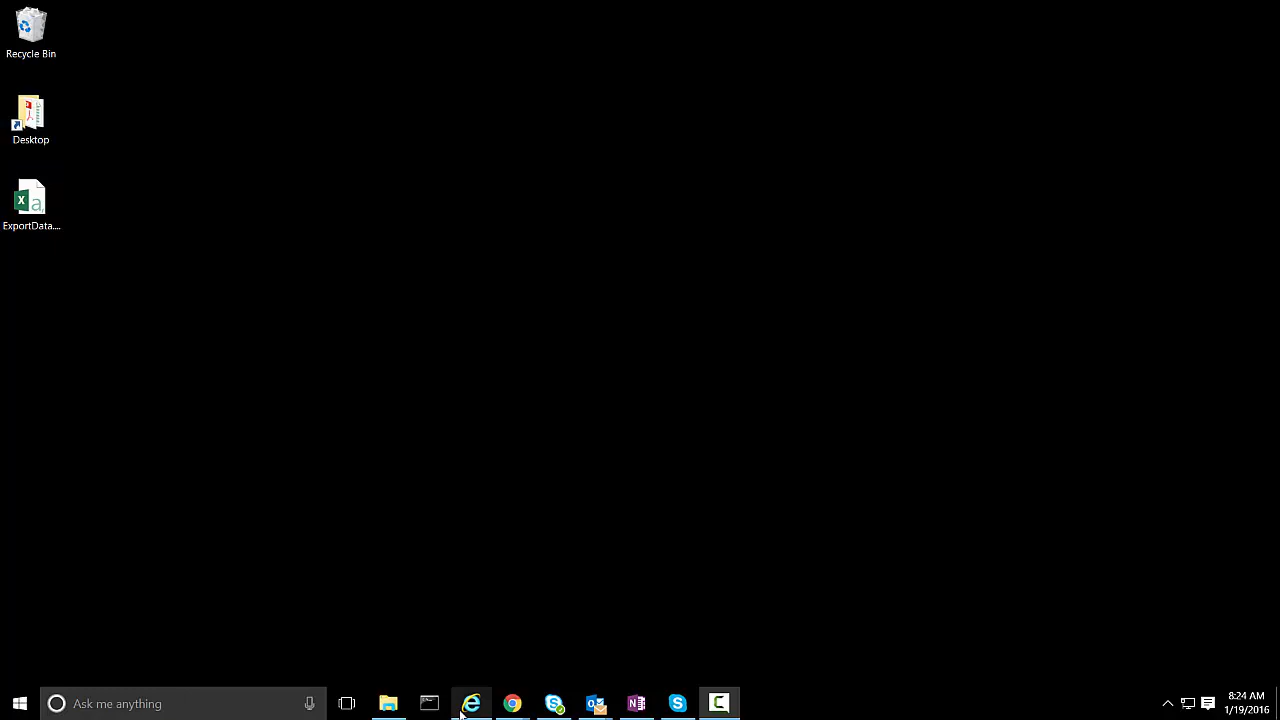 Recycle Bin
Desktop
ExportData....
Ask me anything
8:24 AM
1/19/2016